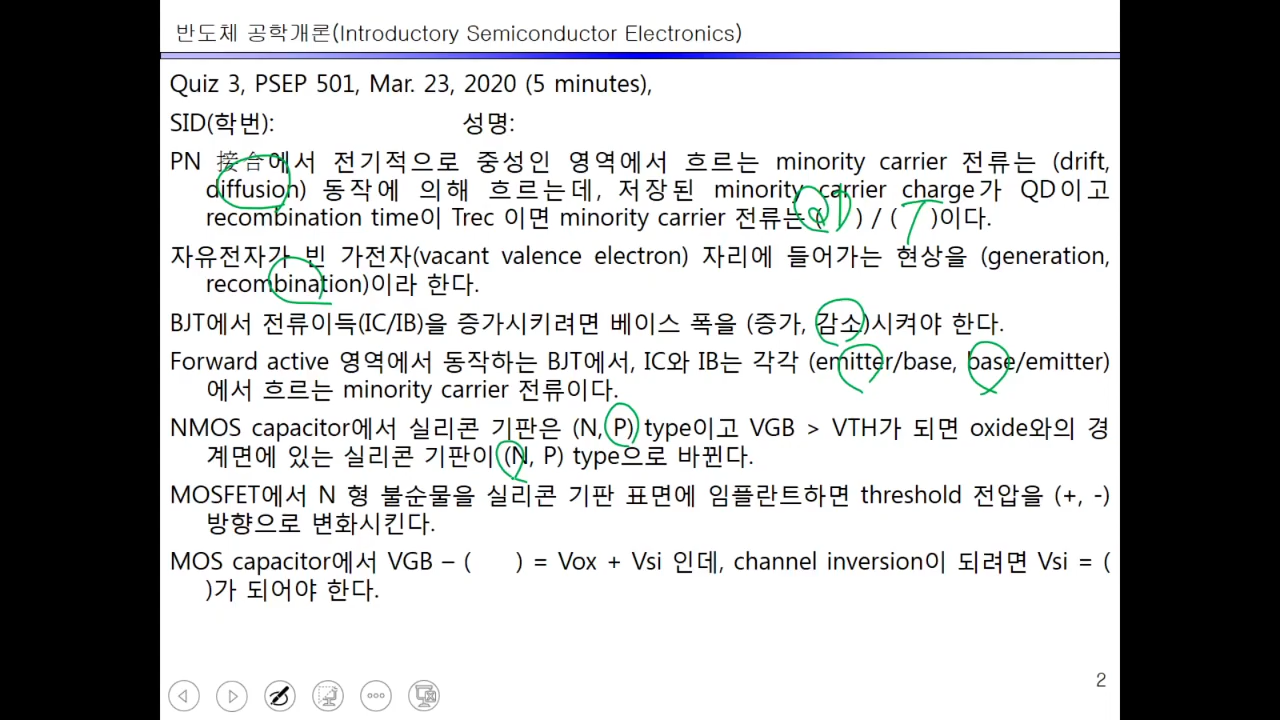 반도체 공학개론(Introductory Semiconductor Electronics)
Quiz 3, PSEP 501, Mar. 23, 2020 (5 minutes),
SID(학번): 성명:
PN 接合에서 전기적으로 중성인 영역에서 흐르는 minority carrier 전류는 (drift,
diffusion) 동작에 의해 흐르는데, 저장된 minority carrier charge가 QD이고
recombination time이 Trec 이면 minority carrier 전류는 ( QD ) / ( T )이다.
자유전자가 빈 가전자(vacant valence electron) 자리에 들어가는 현상을 (generation,
recombination)이라 한다.
BJT에서 전류이득(IC/IB)을 증가시키려면 베이스 폭을 (증가, 감소)시켜야 한다.
Forward active 영역에서 동작하는 BJT에서, IC와 IB는 각각 (emitter/base, base/emitter)
에서 흐르는 minority carrier 전류이다.
NMOS capacitor에서 실리콘 기판은 (N, P) type이고 VGB > VTH가 되면 oxide와의 경
계면에 있는 실리콘 기판이 (N, P) type으로 바뀐다.
MOSFET에서 N 형 불순물을 실리콘 기판 표면에 임플란트하면 threshold 전압을 (+, -)
방향으로 변화시킨다.
MOS capacitor에서 VGB – ( ) = Vox + Vsi 인데, channel inversion이 되려면 Vsi = (
)가 되어야 한다.
2